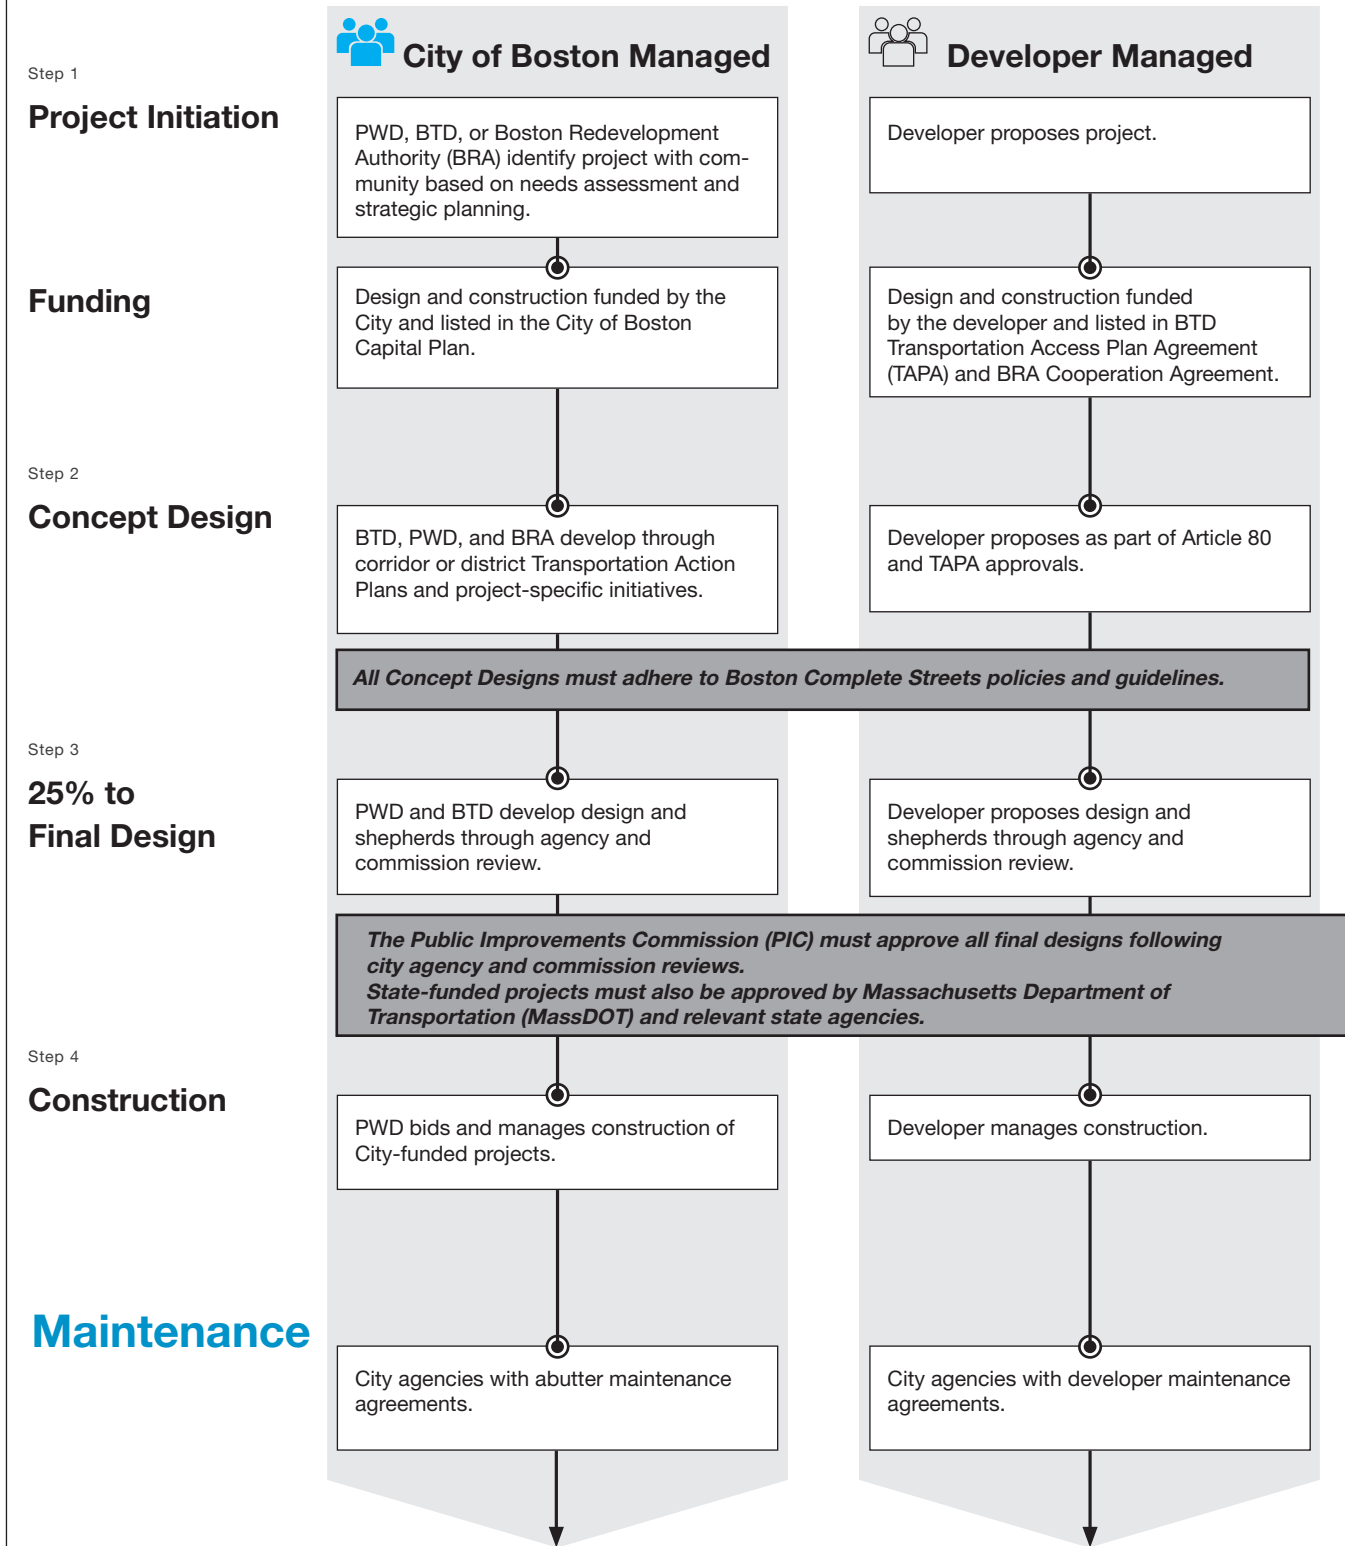 City of Boston Managed
Developer Managed
Step 1
Project Initiation
PWD, BTD, or Boston Redevelopment
Authority (BRA) identify project with com-
munity based on needs assessment and
strategic planning.
Developer proposes project.
Funding
Design and construction funded by the
City and listed in the City of Boston
Capital Plan.
Design and construction funded
by the developer and listed in BTD
Transportation Access Plan Agreement
(TAPA) and BRA Cooperation Agreement.
Step 2
Concept Design
BTD, PWD, and BRA develop through
corridor or district Transportation Action
Plans and project-specific initiatives.
Developer proposes as part of Article 80
and TAPA approvals.
All Concept Designs must adhere to Boston Complete Streets policies and guidelines.
Step 3
25% to
Final Design
PWD and BTD develop design and
shepherds through agency and
commission review.
Developer proposes design and
shepherds through agency and
commission review.
The Public Improvements Commission (PIC) must approve all final designs following
city agency and commission reviews.
State-funded projects must also be approved by Massachusetts Department of
Transportation (MassDOT) and relevant state agencies.
Step 4
Construction
PWD bids and manages construction of
City-funded projects.
Developer manages construction.
Maintenance
City agencies with abutter maintenance
agreements.
City agencies with developer maintenance
agreements.